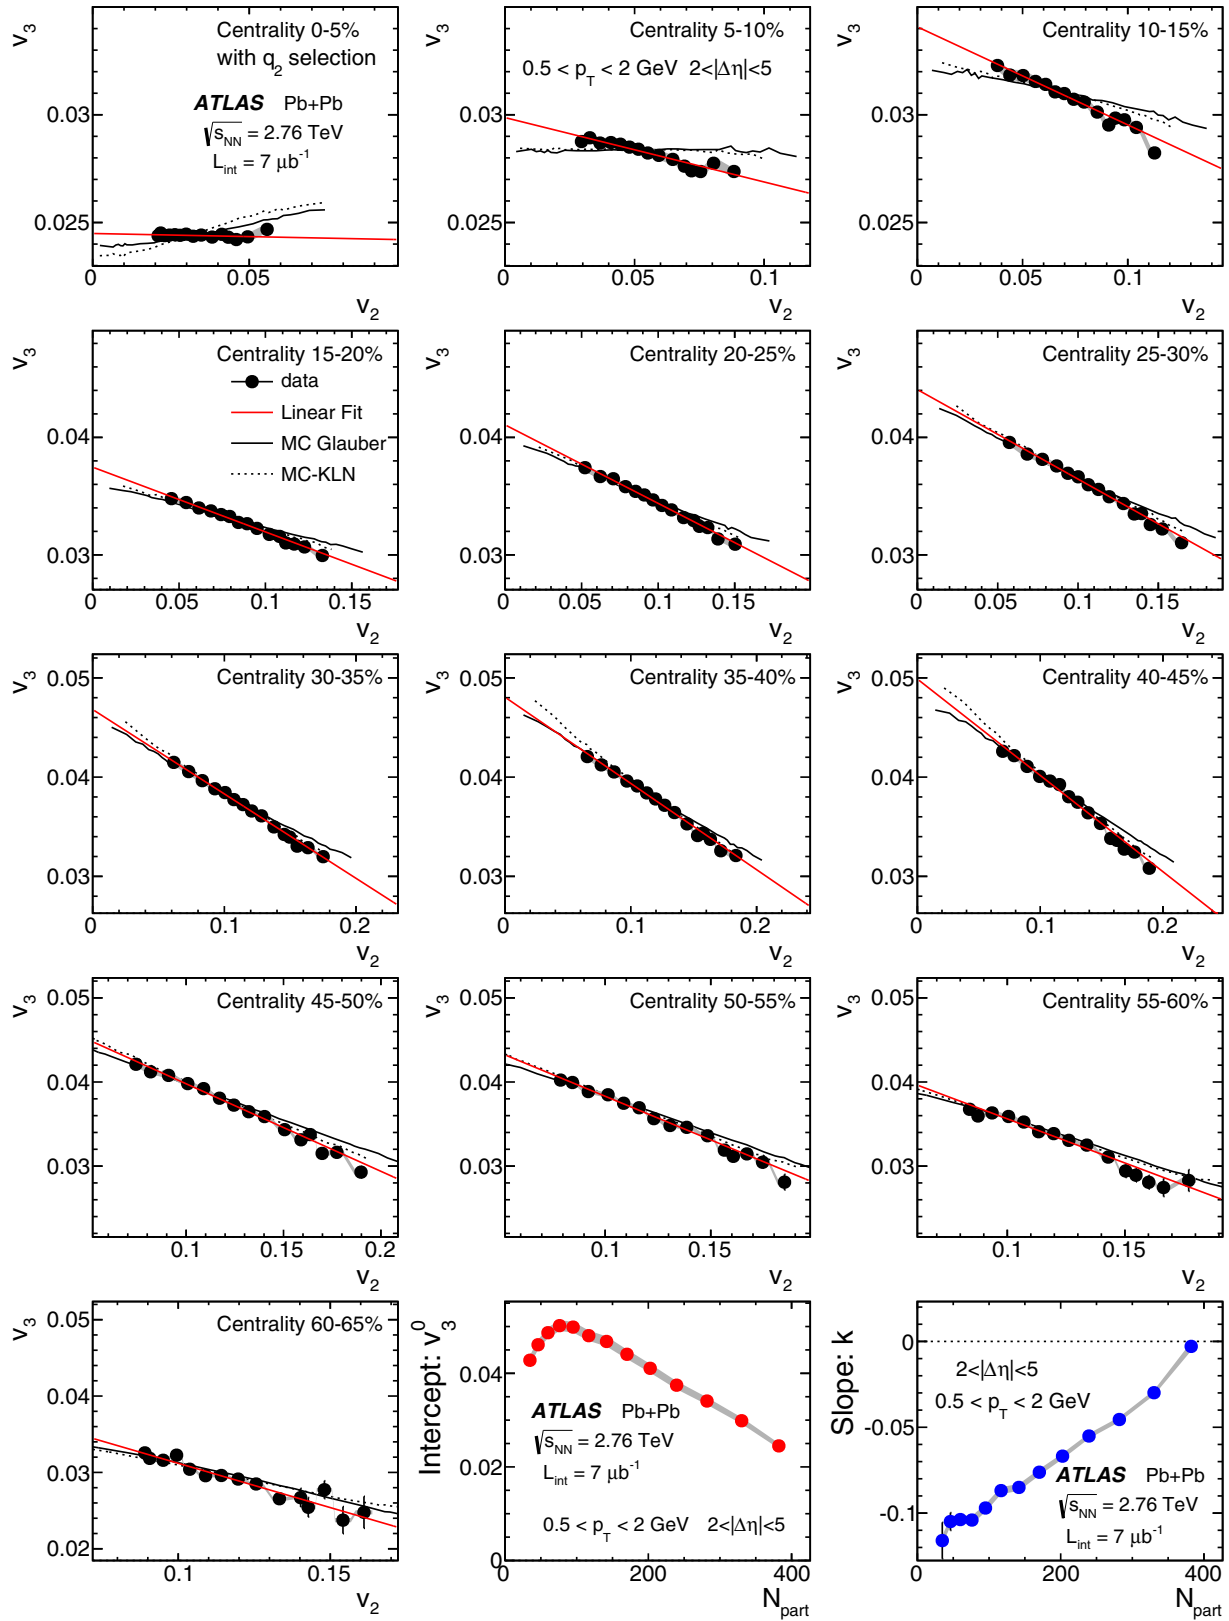 v3
Centrality 0-5%
with q2 selection
ATLAS Pb+Pb
√sNN = 2.76 TeV
Lint = 7 μb-1
0.03
0.025
0 0.05
v2
v3
Centrality 5-10%
0.5 < pT < 2 GeV 2<|Δη|<5
0.03
0.025
0 0.05 0.1
v2
v3
Centrality 10-15%
0.03
0.025
0 0.05 0.1
v2
v3
Centrality 15-20%
data
Linear Fit
MC Glauber
MC-KLN
0.04
0.03
0 0.05 0.1 0.15
v2
v3
Centrality 20-25%
0.04
0.03
0 0.05 0.1 0.15
v2
v3
Centrality 25-30%
0.04
0.03
0 0.05 0.1 0.15
v2
v3
Centrality 30-35%
0.05
0.04
0.03
0 0.1 0.2
v2
v3
Centrality 35-40%
0.05
0.04
0.03
0 0.1 0.2
v2
v3
Centrality 40-45%
0.05
0.04
0.03
0 0.1 0.2
v2
v3
Centrality 45-50%
0.05
0.04
0.03
0.1 0.15 0.2
v2
v3
Centrality 50-55%
0.05
0.04
0.03
0.1 0.15
v2
v3
Centrality 55-60%
0.05
0.04
0.03
0.1 0.15
v2
v3
Centrality 60-65%
0.05
0.04
0.03
0.02
0.1 0.15
v2
Intercept: v30
0.04
0.02
0
ATLAS Pb+Pb
√sNN = 2.76 TeV
Lint = 7 μb-1
0.5 < pT < 2 GeV 2<|Δη|<5
0 200 400
Npart
Slope: k
0
-0.05
-0.1
2<|Δη|<5
0.5 < pT < 2 GeV
ATLAS Pb+Pb
√sNN = 2.76 TeV
Lint = 7 μb-1
0 200 400
Npart